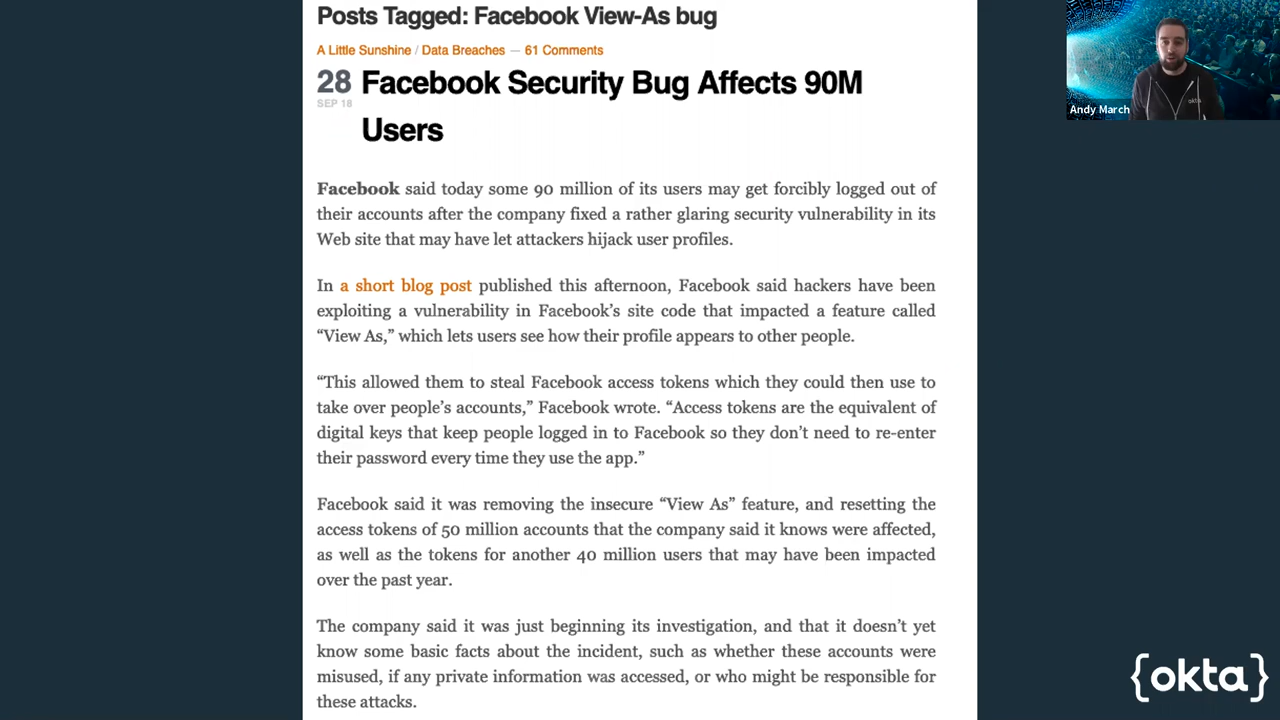 Posts Tagged: Facebook View-As bug
A Little Sunshine / Data Breaches — 61 Comments
28
SEP 18
Facebook Security Bug Affects 90M
Users
Facebook said today some 90 million of its users may get forcibly logged out of
their accounts after the company fixed a rather glaring security vulnerability in its
Web site that may have let attackers hijack user profiles.
In a short blog post published this afternoon, Facebook said hackers have been
exploiting a vulnerability in Facebook’s site code that impacted a feature called
“View As,” which lets users see how their profile appears to other people.
“This allowed them to steal Facebook access tokens which they could then use to
take over people’s accounts,” Facebook wrote. “Access tokens are the equivalent of
digital keys that keep people logged in to Facebook so they don’t need to re-enter
their password every time they use the app.”
Facebook said it was removing the insecure “View As” feature, and resetting the
access tokens of 50 million accounts that the company said it knows were affected,
as well as the tokens for another 40 million users that may have been impacted
over the past year.
The company said it was just beginning its investigation, and that it doesn’t yet
know some basic facts about the incident, such as whether these accounts were
misused, if any private information was accessed, or who might be responsible for
these attacks.
Andy March
okta
{okta}